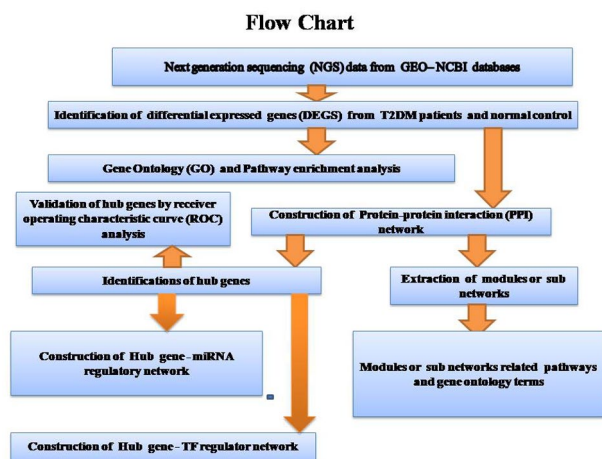 Flow Chart
Next generation sequencing (NGS) data from GEO-NCBI databases
Identification of differential expressed genes (DEGS) from T2DM patients and normal control
Gene Ontology (GO) and Pathway enrichment analysis
Validation of hub genes by receiver
operating characteristic curve (ROC)
analysis
Construction of Protein-protein interaction (PPI)
network
Identifications of hub genes
Extraction of modules or sub
networks
Construction of Hub gene - miRNA
regulatory network
Modules or sub networks related pathways
and gene ontology terms
Construction of Hub gene - TF regulator network